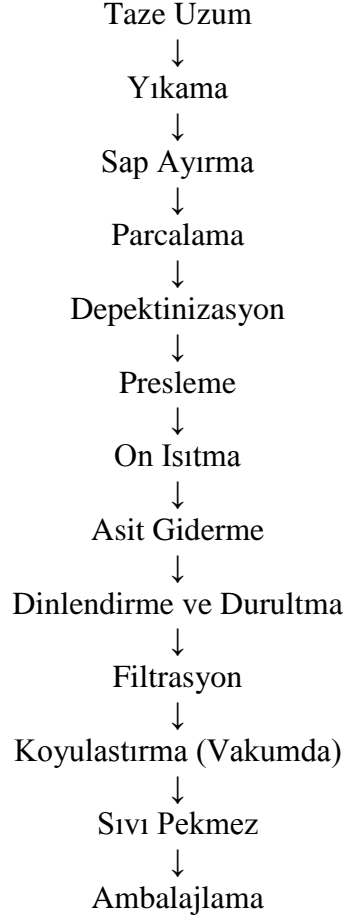 Taze Uzum
↓
Yıkama
↓
Sap Ayırma
↓
Parcalama
↓
Depektinizasyon
↓
Presleme
↓
On Isıtma
↓
Asit Giderme
↓
Dinlendirme ve Durultma
↓
Filtrasyon
↓
Koyulastırma (Vakumda)
↓
Sıvı Pekmez
↓
Ambalajlama